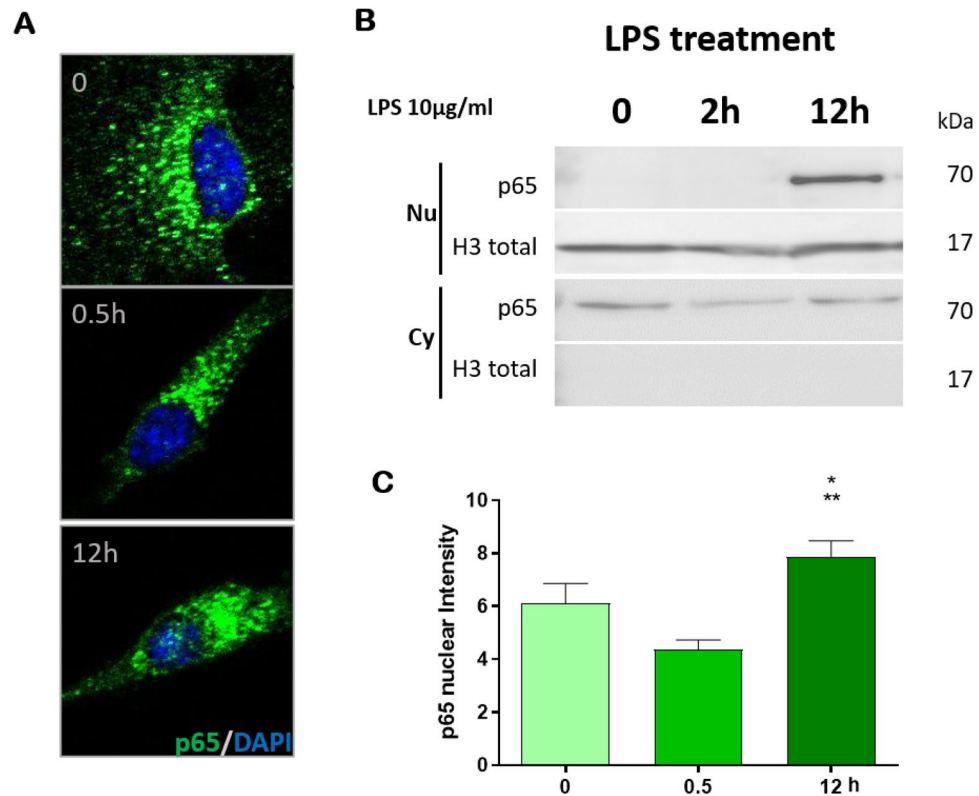 A
0
0.5h
12h
p65/DAPI
B
LPS treatment
LPS 10µg/ml 0 2h 12h kDa
Nu
p65 70
H3 total 17
Cy
p65 70
H3 total 17
C
*
**
p65 nuclear Intensity
10
8
6
4
2
0
0 0.5 12 h